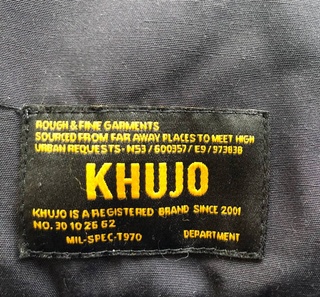 ROUGH & FINE GARMENTS
SOURCED FROM FAR AWAY PLACES TO MEET HIGH
URBAN REQUESTS - N53 / 600357 / E9 / 973838
KHUJO
KHUJO IS A REGISTERED BRAND SINCE 2001
NO. 30 10 26 62
MIL-SPEC-T970 DEPARTMENT